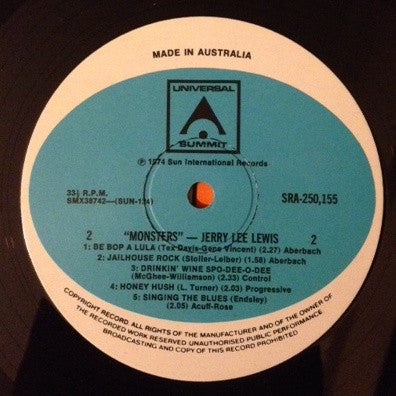 MADE IN AUSTRALIA
UNIVERSAL
SUMMIT
℗ 1974 Sun International Records
33⅓ R.P.M.
SMX38742—(SUN-124)
SRA-250,155
2 "MONSTERS" — JERRY LEE LEWIS 2
1: BE BOP A LULA (Tex Davis-Gene Vincent) (2.27) Aberbach
2: JAILHOUSE ROCK (Stoller-Leiber) (1.58) Aberbach
3: DRINKIN' WINE SPO-DEE-O-DEE
(McGhee-Williamson) (2.33) Control
4: HONEY HUSH (L. Turner) (2.03) Progressive
5: SINGING THE BLUES (Endsley)
(2.05) Acuff-Rose
COPYRIGHT RECORD. ALL RIGHTS OF THE MANUFACTURER AND OF THE OWNER OF
THE RECORDED WORK RESERVED UNAUTHORISED PUBLIC PERFORMANCE
BROADCASTING AND COPY OF THIS RECORD PROHIBITED